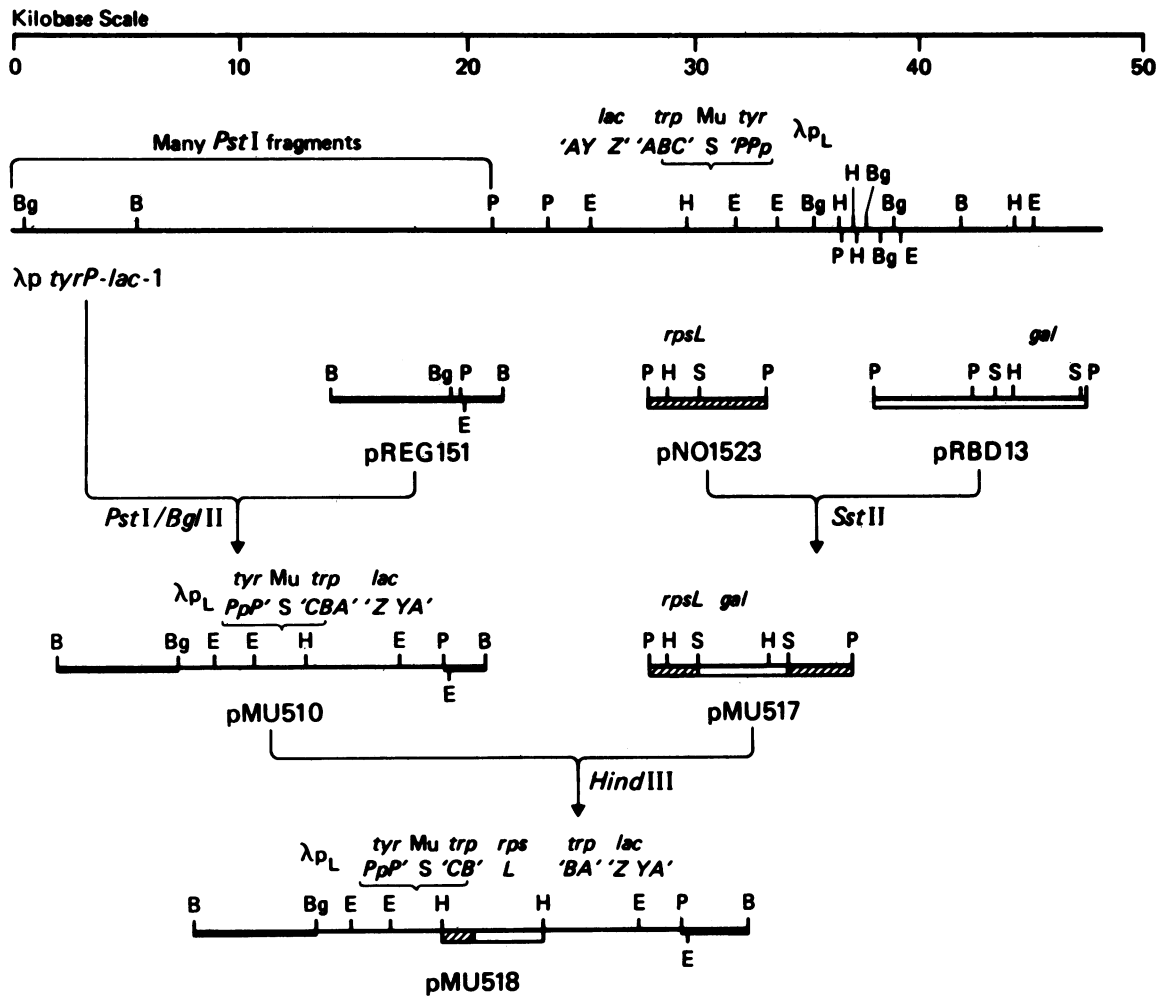 Kilobase Scale
0 10 20 30 40 50
lac trp Mu tyr λpL
'AY Z' 'ABC' S 'PPp
Many PstI fragments
H Bg
Bg B P P E H E E Bg H Bg B H E
P H Bg E
λp tyrP-lac-1
rpsL gal
B Bg P B P H S P P P S H S P
E
pREG151 pNO1523 pRBD13
PstI/BglII SstII
λpL tyr Mu trp lac
PpP' S 'CBA' 'Z YA'
rpsL gal
B Bg E E H E P B P H S H S P
E
pMU510 pMU517
HindIII
λpL tyr Mu trp rps trp lac
PpP' S 'CB' L 'BA' 'Z YA'
B Bg E E H H E P B
E
pMU518